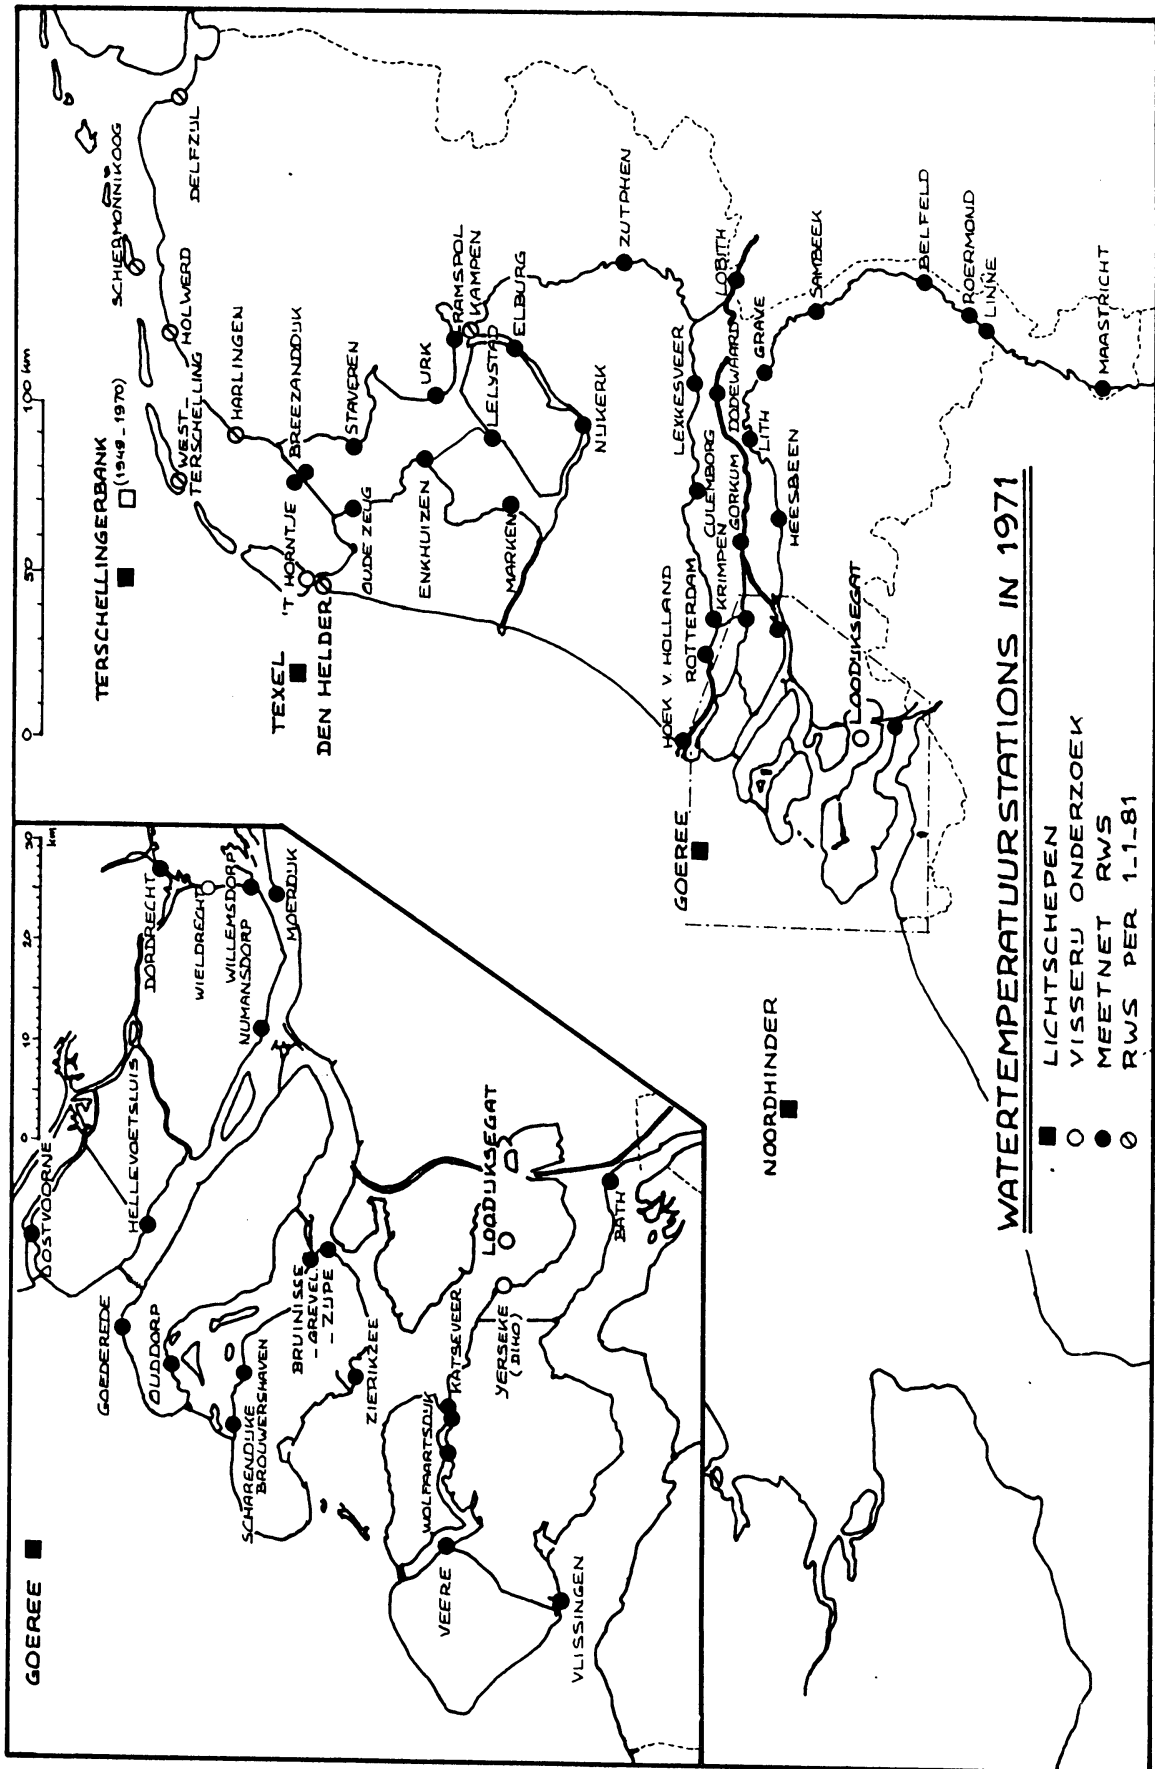 GOEREE
0 10 20 30
km
OOSTVOORNE
HELLEVOETSLUIS
GOEDEREDE
OUDDORP
DORDRECHT
WIELDRECHT
WILLEMSDORP
NUMANSDORP
MOERDIJK
SCHARENDIJKE
BROUWERSHAVEN
BRUINISSE
-GREVEL.
-ZIJPE
ZIERIKZEE
WOLFAARTSDIJK
KATSEVEER
LODIJKSEGAT
YERSEKE
(DIHO)
VEERE
BATH
VLISSINGEN
0 50 100 km
TERSCHELLINGERBANK
(1949-1970)
SCHIERMONNIKOOG
DELFZIJL
HOLWERD
WEST-
TERSCHELLING
HARLINGEN
BREEZANDDIJK
'T HORNTJE
TEXEL
DEN HELDER
OUDE ZEUG
STAVEREN
ENKHUIZEN
URK
RAMSPOL
KAMPEN
LELYSTAD
ELBURG
MARKEN
NIJKERK
ZUTPHEN
HOEK V. HOLLAND
ROTTERDAM
KRIMPEN
LEXKESVEER
CULEMBORG
GORKUM
DODEWAARD
LOBITH
GRAVE
LITH
HEESBEEN
SAMBEEK
BELFELD
ROERMOND
LINNE
MAASTRICHT
GOEREE
LODIJKSEGAT
NOORDHINDER
WATERTEMPERATUURSTATIONS IN 1971
LICHTSCHEPEN
VISSERIJ ONDERZOEK
MEETNET RWS
RWS PER 1-1-81